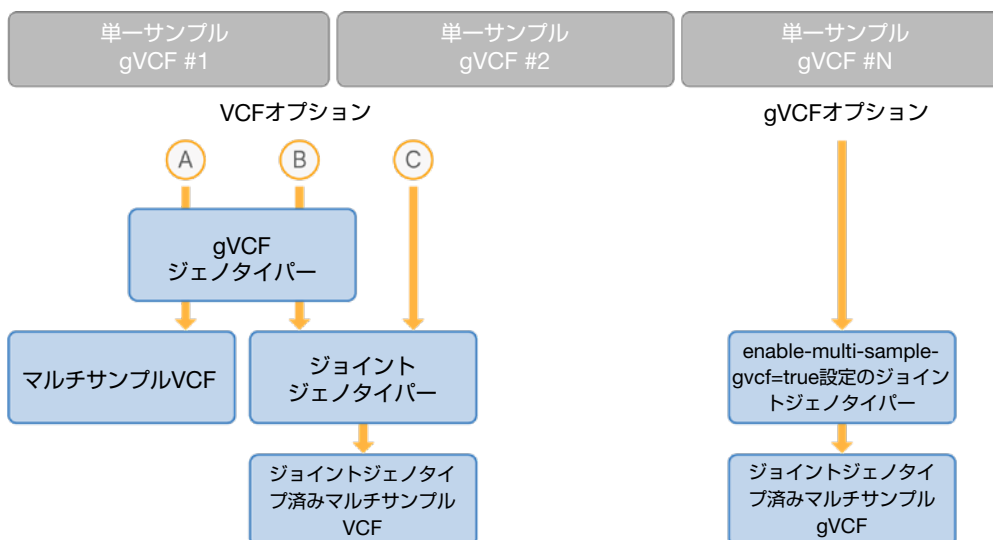 単一サンプル
gVCF #1
単一サンプル
gVCF #2
単一サンプル
gVCF #N
VCFオプション
gVCFオプション
A
B
C
gVCF
ジェノタイパー
マルチサンプルVCF
ジョイント
ジェノタイパー
enable-multi-sample-
gvcf=true設定のジョイン
トジェノタイパー
ジョイントジェノタイ
プ済みマルチサンプル
VCF
ジョイントジェノタイ
プ済みマルチサンプル
gVCF